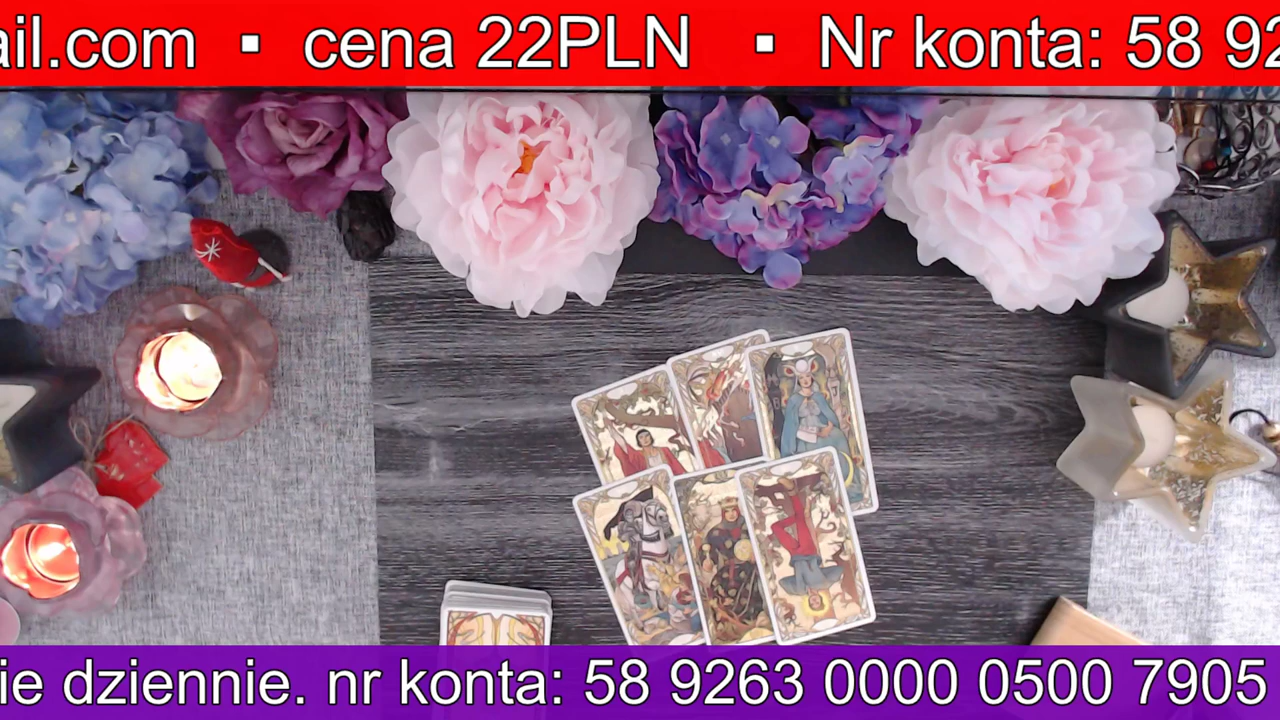 ail.com ▪ cena 22PLN ▪ Nr konta: 58 92
ie dziennie. nr konta: 58 9263 0000 0500 7905